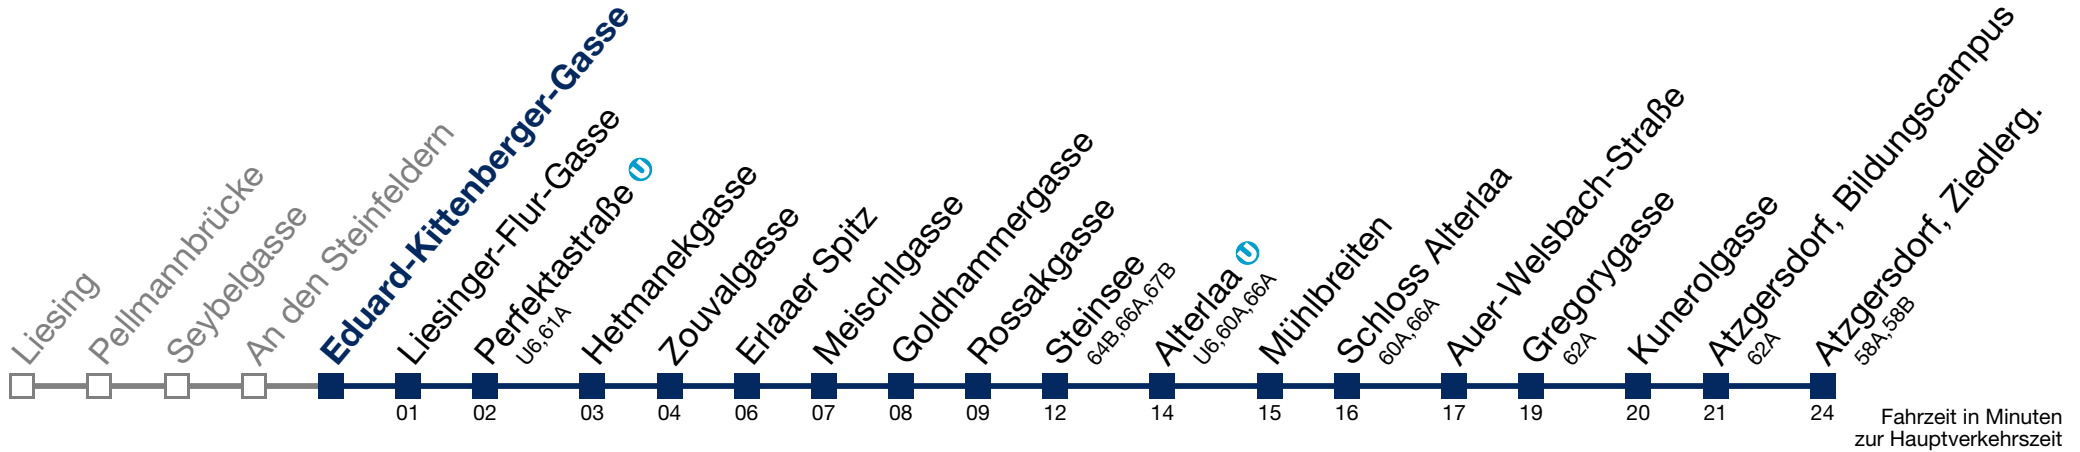 Liesing
Pellmannbrücke
Seybelgasse
An den Steinfeldern
Eduard-Kittenberger-Gasse
Liesinger-Flur-Gasse
01
Perfektastraße U
U6,61A
02
Hetmanekgasse
03
Zouvalgasse
04
Erlaaer Spitz
06
Meischlgasse
07
Goldhammergasse
08
Rossakgasse
09
Steinsee
64B,66A,67B
12
Alterlaa U
U6,60A,66A
14
Mühlbreiten
15
Schloss Alterlaa
60A,66A
16
Auer-Welsbach-Straße
17
Gregorygasse
62A
19
Kunerolgasse
20
Atzgersdorf, Bildungscampus
62A
21
Atzgersdorf, Ziedlerg.
58A,58B
24
Fahrzeit in Minuten
zur Hauptverkehrszeit